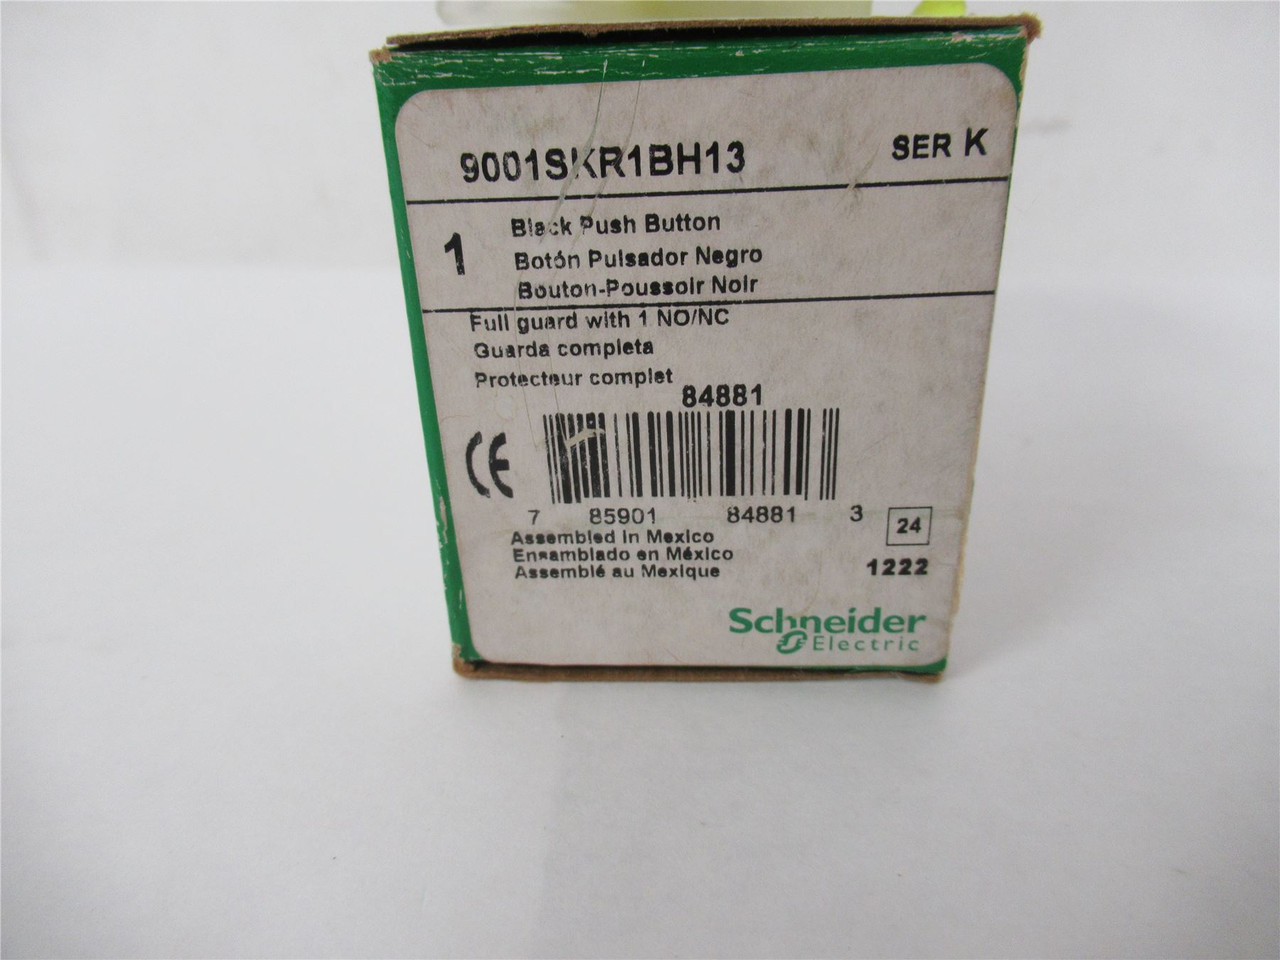 9001SKR1BH13 SER K
1
Black Push Button
Botón Pulsador Negro
Bouton-Poussoir Noir
Full guard with 1 NO/NC
Guarda completa
Protecteur complet
84881
CE
7 85901 84881 3
24
Assembled in Mexico
Ensamblado en México
Assemblé au Mexique
1222
Schneider
Electric